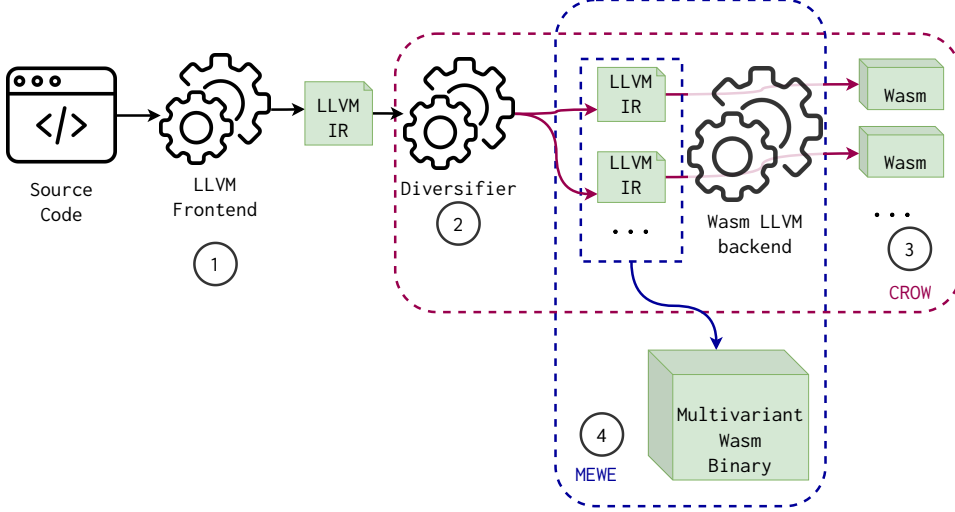 </>
Source
Code
LLVM
Frontend
1
LLVM
IR
Diversifier
2
LLVM
IR
LLVM
IR
...
Wasm LLVM
backend
Wasm
Wasm
...
3
CROW
Multivariant
Wasm
Binary
4
MEWE